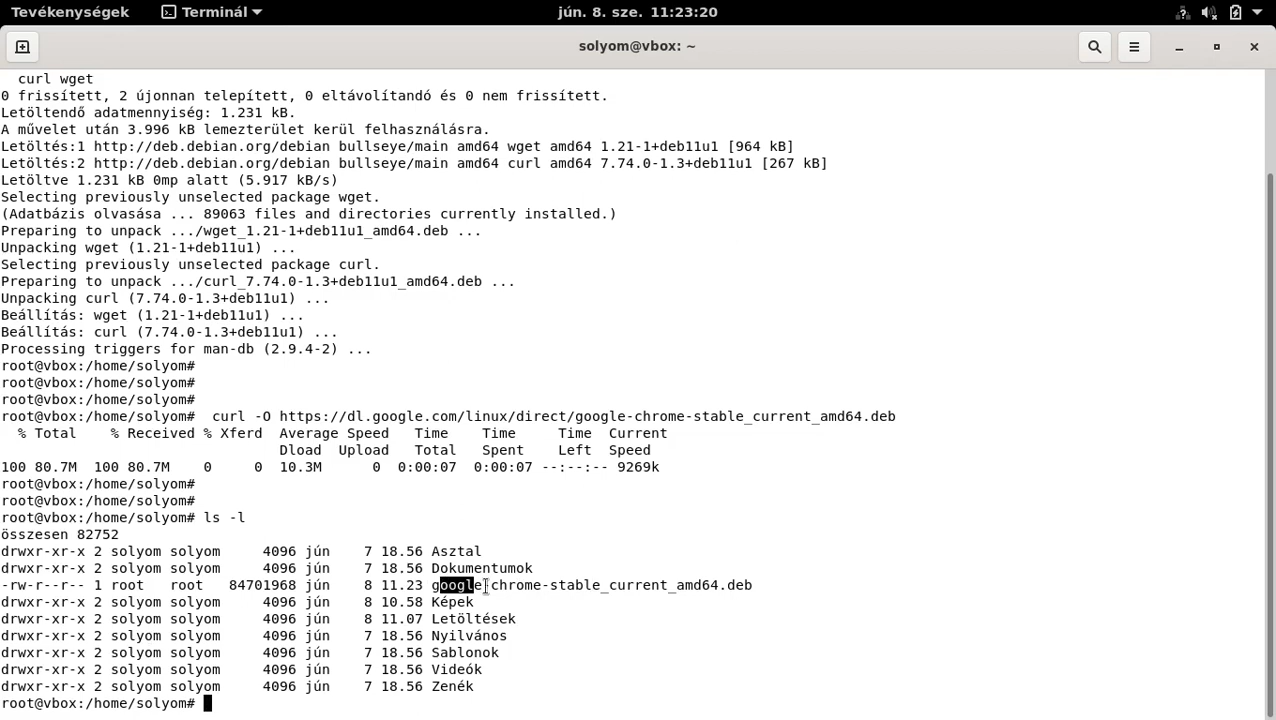 Tevékenységek Terminál jún. 8. sze. 11:23:20
solyom@vbox: ~
curl wget
0 frissített, 2 újonnan telepített, 0 eltávolítandó és 0 nem frissített.
Letöltendő adatmennyiség: 1.231 kB.
A művelet után 3.996 kB lemezterület kerül felhasználásra.
Letöltés:1 http://deb.debian.org/debian bullseye/main amd64 wget amd64 1.21-1+deb11u1 [964 kB]
Letöltés:2 http://deb.debian.org/debian bullseye/main amd64 curl amd64 7.74.0-1.3+deb11u1 [267 kB]
Letöltve 1.231 kB 0mp alatt (5.917 kB/s)
Selecting previously unselected package wget.
(Adatbázis olvasása ... 89063 files and directories currently installed.)
Preparing to unpack .../wget_1.21-1+deb11u1_amd64.deb ...
Unpacking wget (1.21-1+deb11u1) ...
Selecting previously unselected package curl.
Preparing to unpack .../curl_7.74.0-1.3+deb11u1_amd64.deb ...
Unpacking curl (7.74.0-1.3+deb11u1) ...
Beállítás: wget (1.21-1+deb11u1) ...
Beállítás: curl (7.74.0-1.3+deb11u1) ...
Processing triggers for man-db (2.9.4-2) ...
root@vbox:/home/solyom#
root@vbox:/home/solyom#
root@vbox:/home/solyom#
root@vbox:/home/solyom#  curl -O https://dl.google.com/linux/direct/google-chrome-stable_current_amd64.deb
% Total    % Received % Xferd  Average Speed   Time    Time     Time  Current
Dload  Upload   Total   Spent    Left  Speed
100 80.7M  100 80.7M    0     0  10.3M      0  0:00:07  0:00:07 --:--:-- 9269k
root@vbox:/home/solyom#
root@vbox:/home/solyom#
root@vbox:/home/solyom# ls -l
összesen 82752
drwxr-xr-x 2 solyom solyom     4096 jún    7 18.56 Asztal
drwxr-xr-x 2 solyom solyom     4096 jún    7 18.56 Dokumentumok
-rw-r--r-- 1 root   root   84701968 jún    8 11.23 google-chrome-stable_current_amd64.deb
drwxr-xr-x 2 solyom solyom     4096 jún    8 10.58 Képek
drwxr-xr-x 2 solyom solyom     4096 jún    8 11.07 Letöltések
drwxr-xr-x 2 solyom solyom     4096 jún    7 18.56 Nyilvános
drwxr-xr-x 2 solyom solyom     4096 jún    7 18.56 Sablonok
drwxr-xr-x 2 solyom solyom     4096 jún    7 18.56 Videók
drwxr-xr-x 2 solyom solyom     4096 jún    7 18.56 Zenék
root@vbox:/home/solyom#